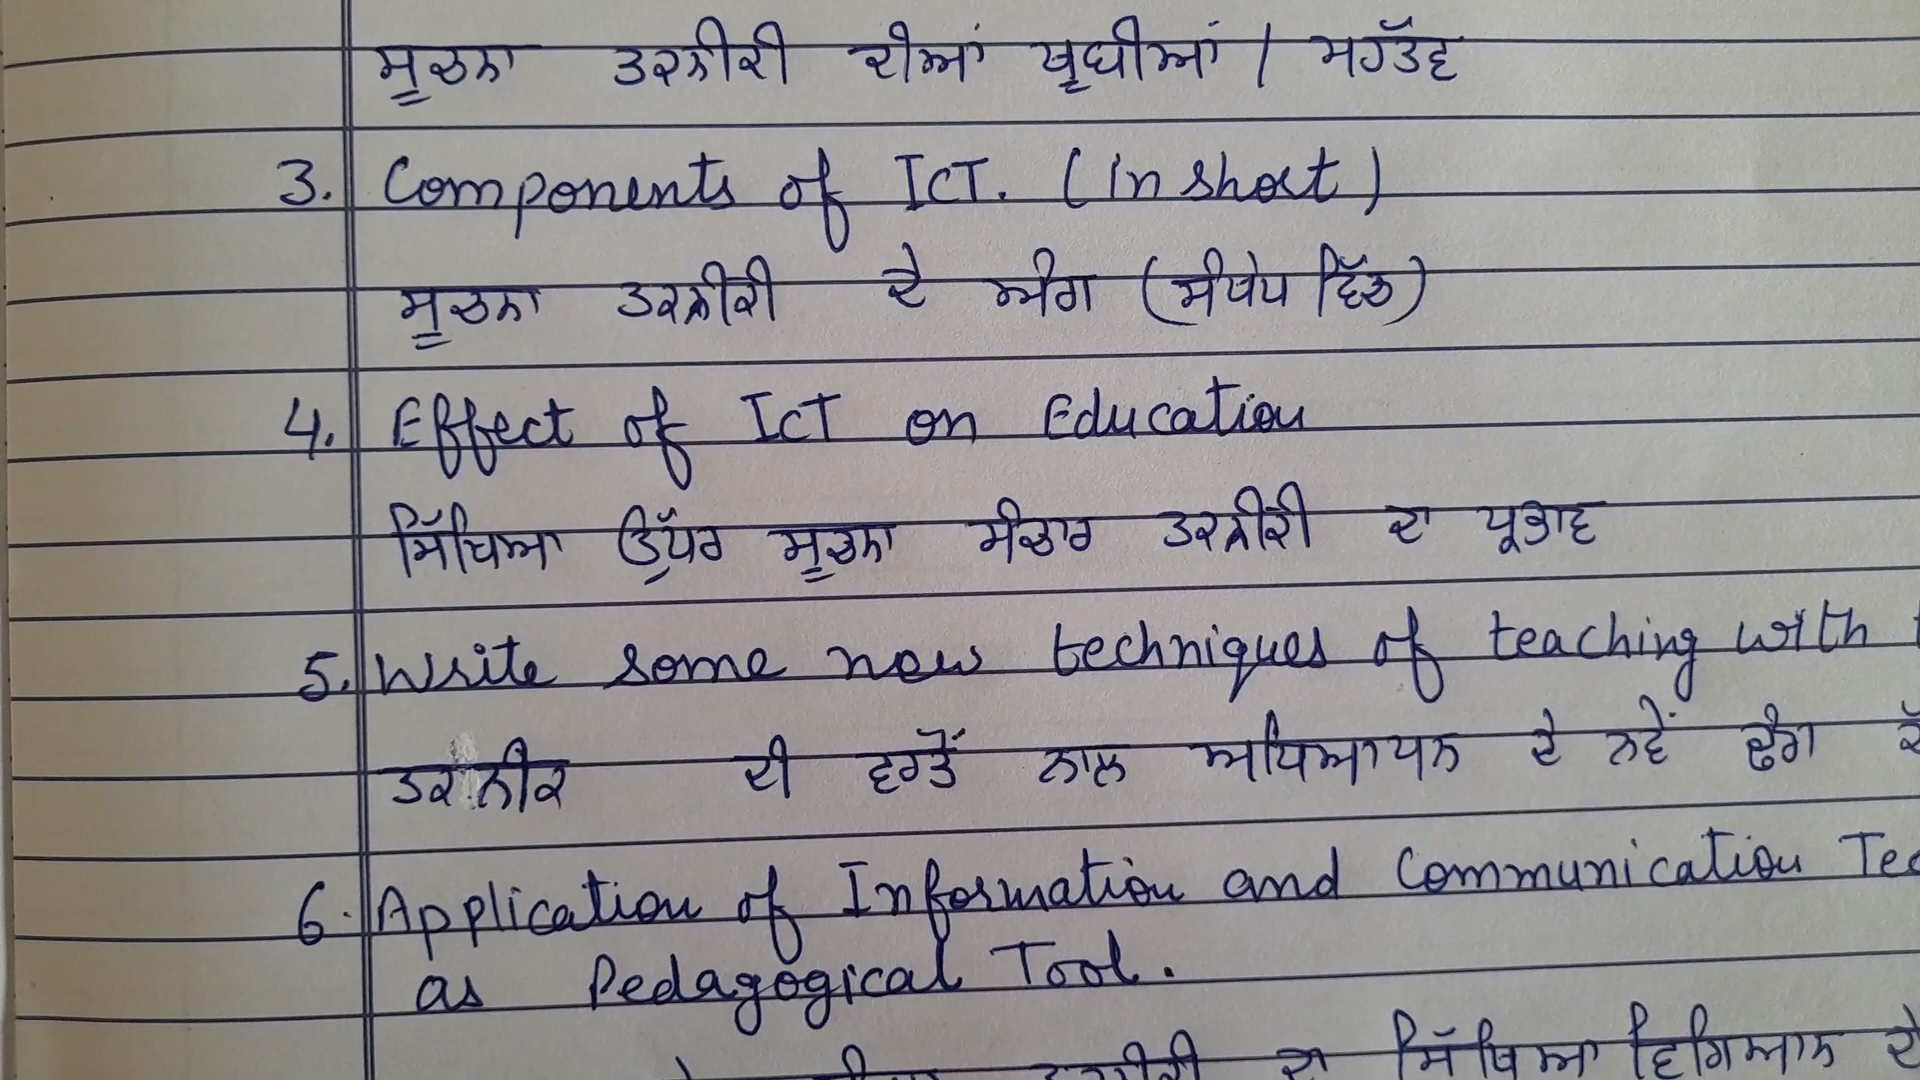 ਸੂਚਨਾ ਤਕਨੀਕੀ ਦੀਆਂ ਖੂਬੀਆਂ / ਮਹੱਤਵ
3. Components of ICT. (in short)
ਸੂਚਨਾ ਤਕਨੀਕੀ ਦੇ ਅੰਗ (ਸੰਖੇਪ ਵਿੱਚ)
4. Effect of ICT on Education
ਸਿੱਖਿਆ ਉੱਪਰ ਸੂਚਨਾ ਸੰਚਾਰ ਤਕਨੀਕੀ ਦਾ ਪ੍ਰਭਾਵ
5. Write some new techniques of teaching with
ਤਕਨੀਕ ਦੀ ਵਰਤੋਂ ਨਾਲ ਅਧਿਆਪਨ ਦੇ ਨਵੇਂ ਢੰਗ
6. Application of Information and Communication Tec
as Pedagogical Tool.
ਦਾ ਸਿੱਖਿਆ ਵਿਗਿਆਨ ਦੇ